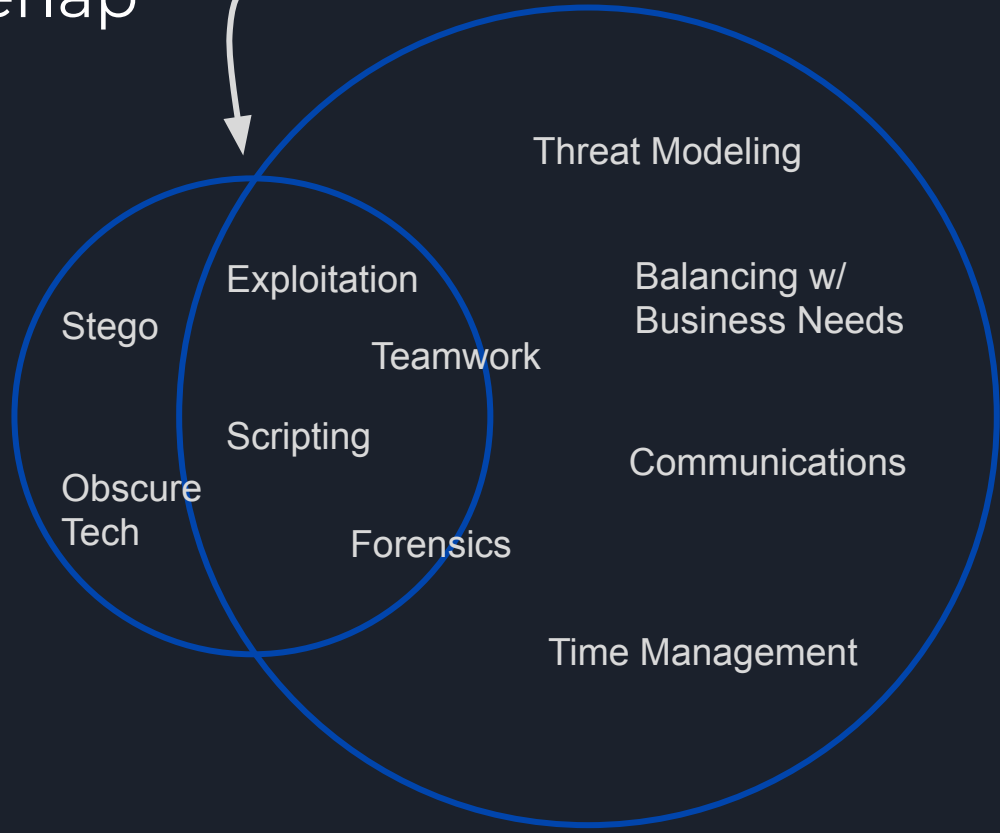 Threat Modeling
Exploitation
Balancing w/
Business Needs
Stego
Teamwork
Scripting
Communications
Obscure
Tech
Forensics
Time Management